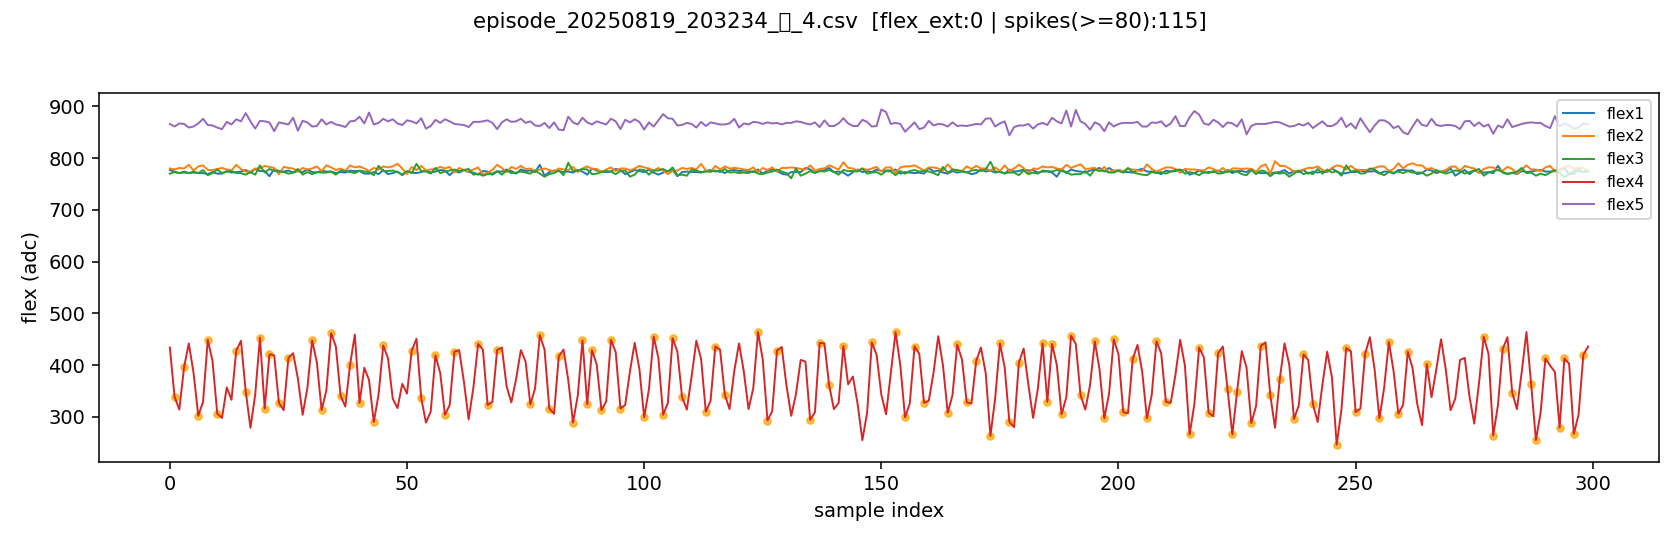 episode_20250819_203234_▯_4.csv  [flex_ext:0 | spikes(>=80):115]
900
800
700
600
500
400
300
flex (adc)
0
50
100
150
200
250
300
sample index
flex1
flex2
flex3
flex4
flex5